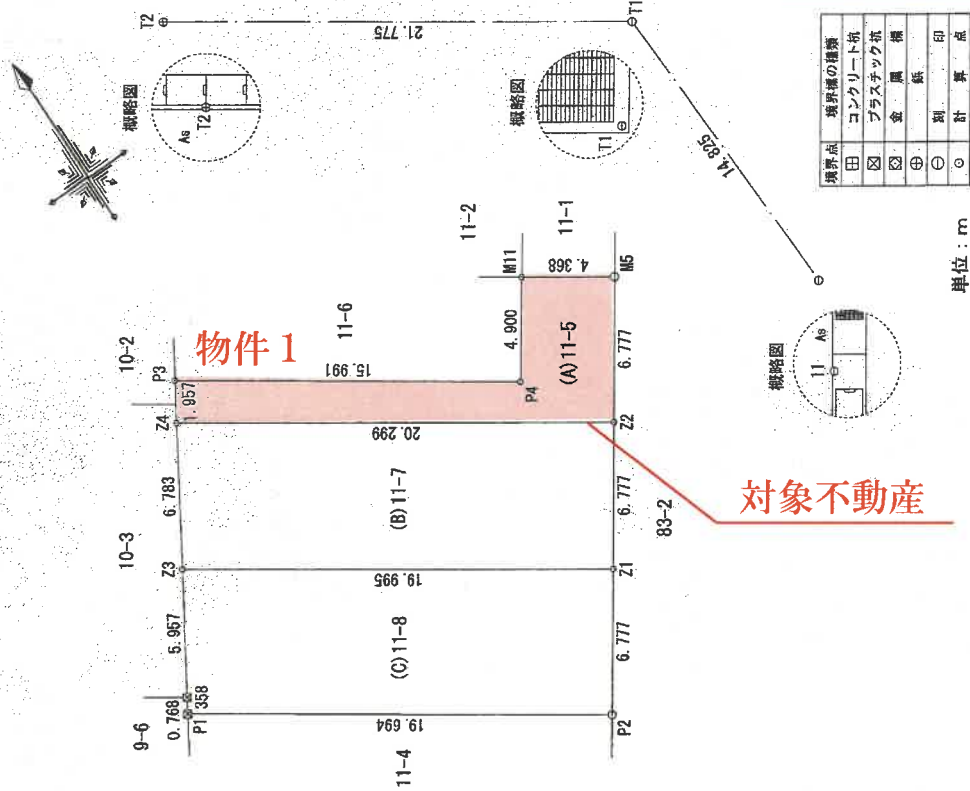 T2
21.775
T1
14.825
概略図
As
T2
概略図
T1
概略図
11
As
境界点
境界標の種類
コンクリート杭
プラスチック杭
金属標
鋲
刻印
計算点
単位：m
11-2
11-1
M11
M5
4.368
4.900
6.777
(A)11-5
11-6
10-2
物件1
P3
15.991
P4
1.957
Z4
20.299
Z2
対象不動産
6.783
(B)11-7
6.777
83-2
10-3
Z3
19.995
Z1
5.957
(C)11-8
6.777
9-6
0.768
358
P1
19.694
P2
11-4